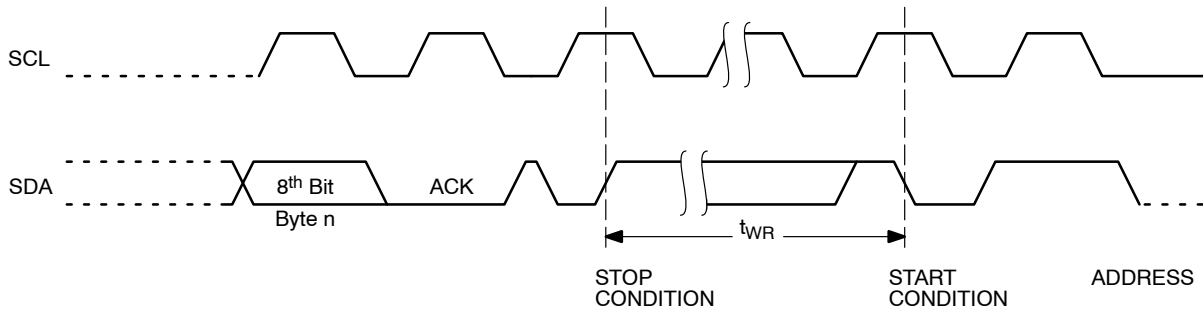 SCL
SDA
8th Bit
Byte n
ACK
tWR
STOP
CONDITION
START
CONDITION
ADDRESS